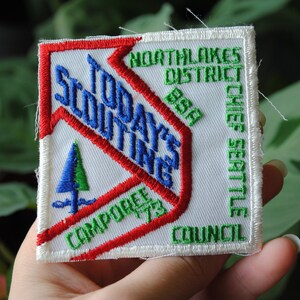 NORTHLAKES
DISTRICT
BSA
CHIEF SEATTLE
COUNCIL
TODAY'S
SCOUTING
CAMPOREE
'73